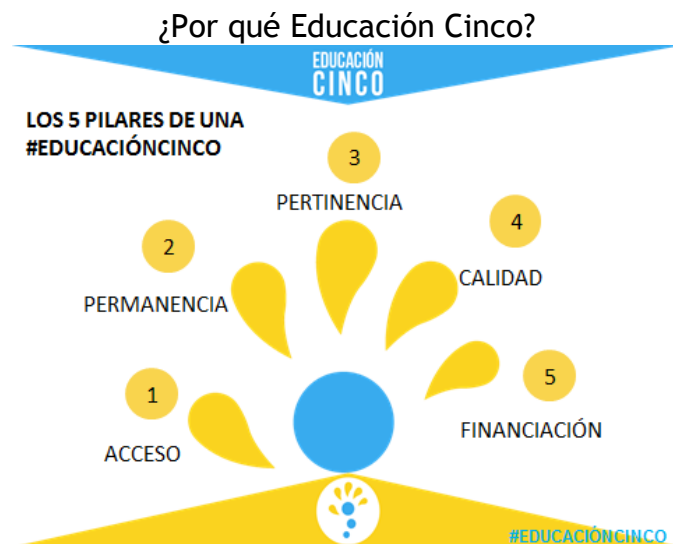 ¿Por qué Educación Cinco?
EDUCACIÓN
CINCO
LOS 5 PILARES DE UNA
#EDUCACIÓNCINCO
3
PERTINENCIA
4
CALIDAD
2
PERMANENCIA
1
ACCESO
5
FINANCIACIÓN
#EDUCACIÓNCINCO